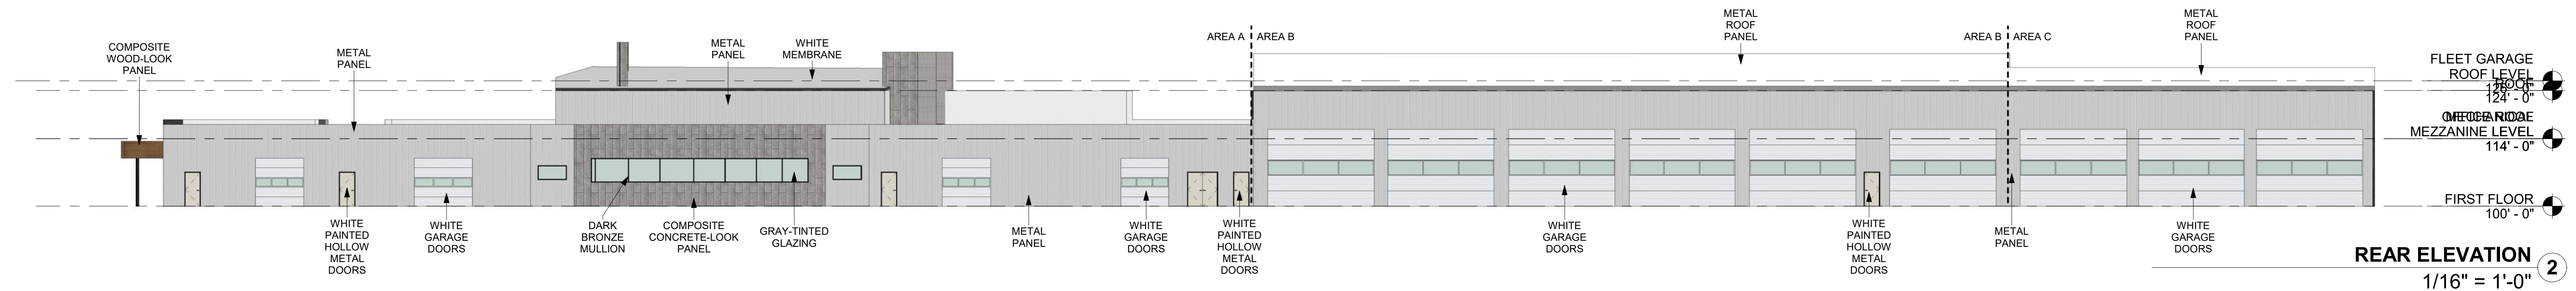 COMPOSITE
WOOD-LOOK
PANEL
METAL
PANEL
METAL
PANEL
WHITE
MEMBRANE
AREA A
AREA B
METAL
ROOF
PANEL
AREA B
AREA C
METAL
ROOF
PANEL
FLEET GARAGE
ROOF LEVEL
ROOF
124' - 0"
MEZZANINE LEVEL
114' - 0"
FIRST FLOOR
100' - 0"
WHITE
PAINTED
HOLLOW
METAL
DOORS
WHITE
GARAGE
DOORS
DARK
BRONZE
MULLION
COMPOSITE
CONCRETE-LOOK
PANEL
GRAY-TINTED
GLAZING
METAL
PANEL
WHITE
GARAGE
DOORS
WHITE
PAINTED
HOLLOW
METAL
DOORS
WHITE
GARAGE
DOORS
WHITE
PAINTED
HOLLOW
METAL
DOORS
METAL
PANEL
WHITE
GARAGE
DOORS
REAR ELEVATION
2
1/16" = 1'-0"